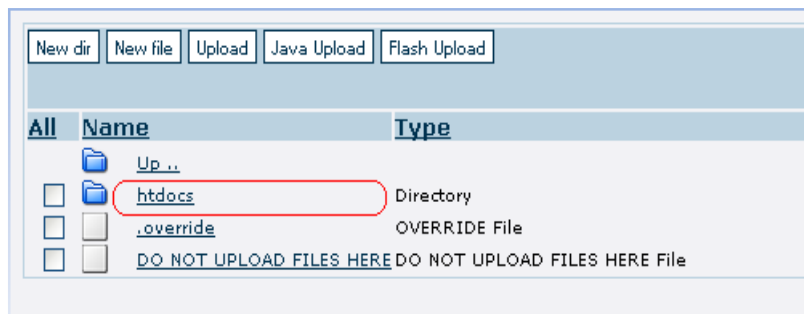 New dir New file Upload Java Upload Flash Upload
All Name Type
Up ..
htdocs Directory
.override OVERRIDE File
DO NOT UPLOAD FILES HERE DO NOT UPLOAD FILES HERE File